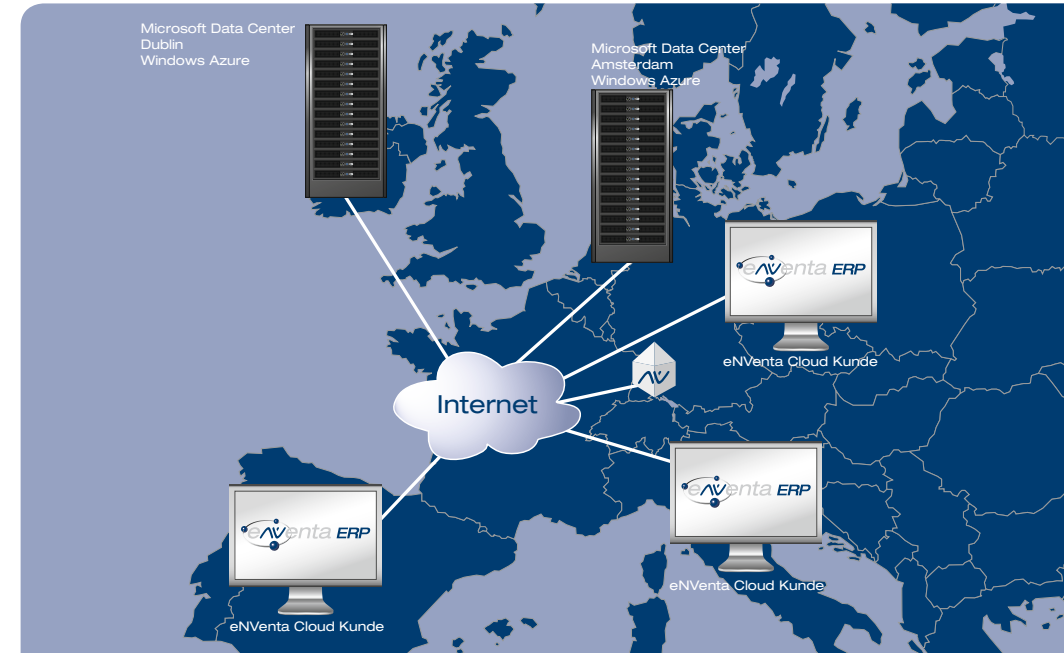 Microsoft Data Center
Dublin
Windows Azure
Microsoft Data Center
Amsterdam
Windows Azure
eNVenta ERP
eNVenta Cloud Kunde
NV
Internet
eNVenta ERP
eNVenta Cloud Kunde
eNVenta ERP
eNVenta Cloud Kunde